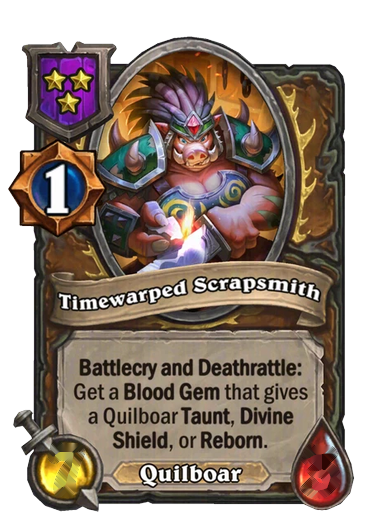 1
Timewarped Scrapsmith
Battlecry and Deathrattle:
Get a Blood Gem that gives
a Quilboar Taunt, Divine
Shield, or Reborn.
Quilboar